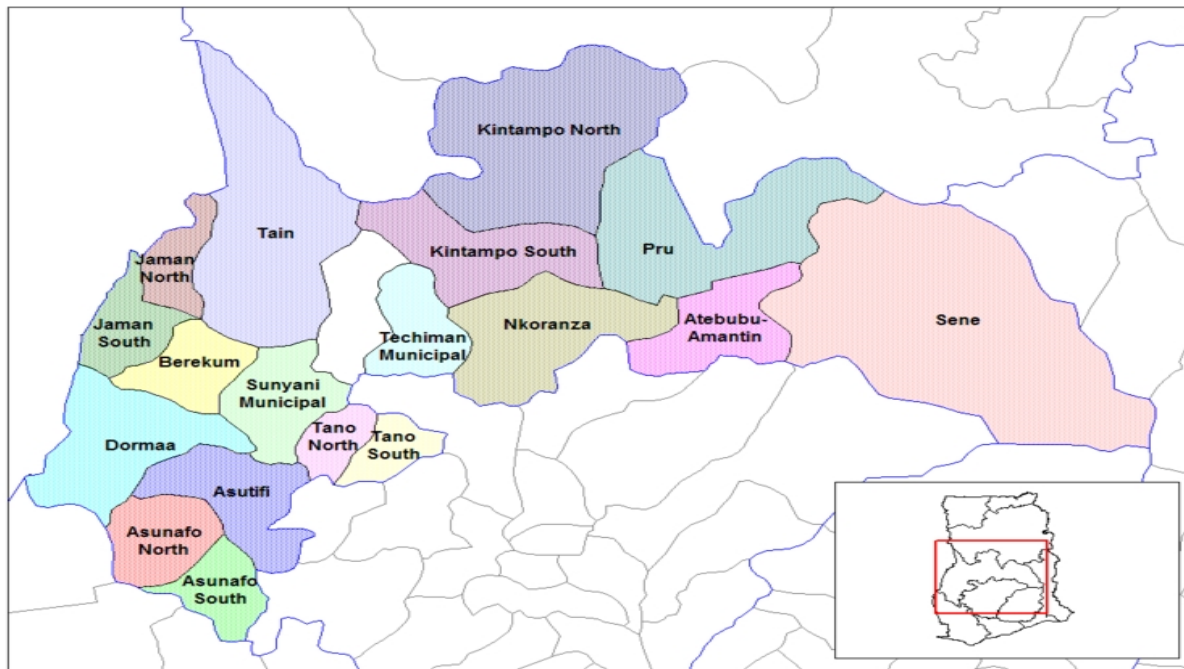 Kintampo North
Tain
Kintampo South
Pru
Jaman
North
Jaman
South
Berekum
Techiman
Municipal
Nkoranza
Atebubu-
Amantin
Sene
Sunyani
Municipal
Dormaa
Tano
North
Tano
South
Asutifi
Asunafo
North
Asunafo
South